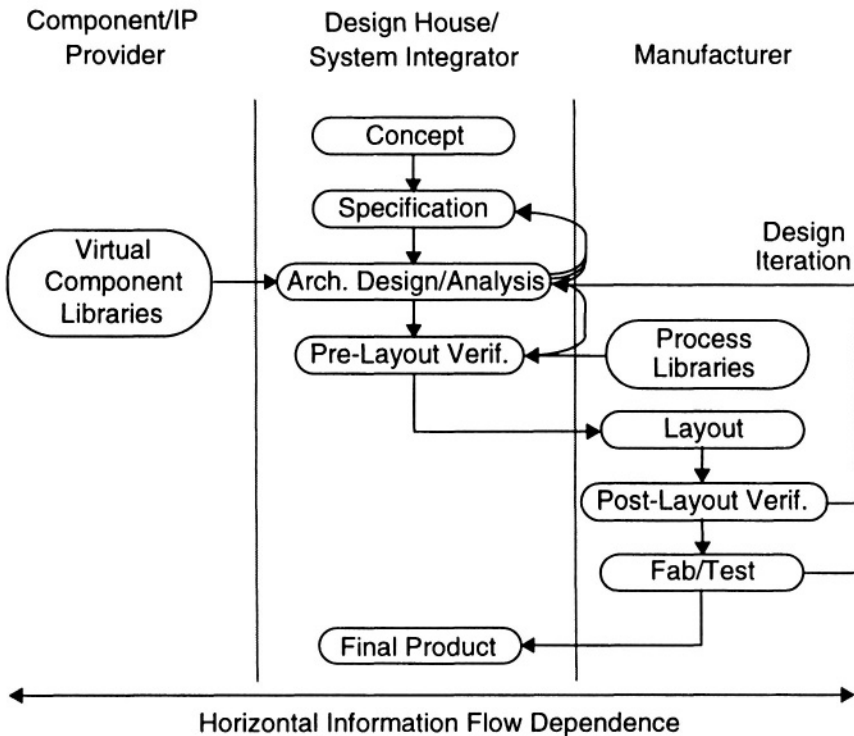 Component/IP
Provider
Design House/
System Integrator
Manufacturer
Concept
Specification
Virtual
Component
Libraries
Arch. Design/Analysis
Design
Iteration
Pre-Layout Verif.
Process
Libraries
Layout
Post-Layout Verif.
Fab/Test
Final Product
Horizontal Information Flow Dependence